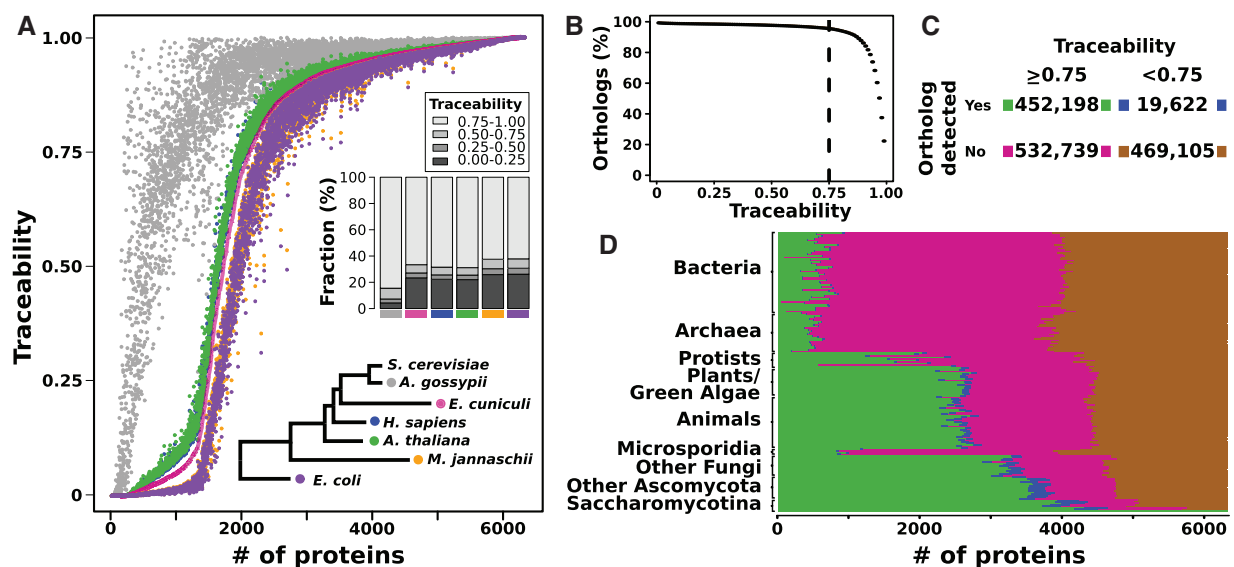 A
1.00
0.75
0.50
0.25
0
Traceability
0
2000
4000
6000
# of proteins
Traceability
0.75-1.00
0.50-0.75
0.25-0.50
0.00-0.25
Fraction (%)
100
80
60
40
20
0
S. cerevisiae
A. gossypii
E. cuniculi
H. sapiens
A. thaliana
M. jannaschii
E. coli
B
Orthologs (%)
100
80
60
40
20
0
0
0.25
0.50
0.75
1.00
Traceability
C
Traceability
≥0.75 <0.75
Ortholog
detected
Yes 452,198 19,622
No 532,739 469,105
D
Bacteria
Archaea
Protists
Plants/
Green Algae
Animals
Microsporidia
Other Fungi
Other Ascomycota
Saccharomycotina
0
2000
4000
6000
# of proteins